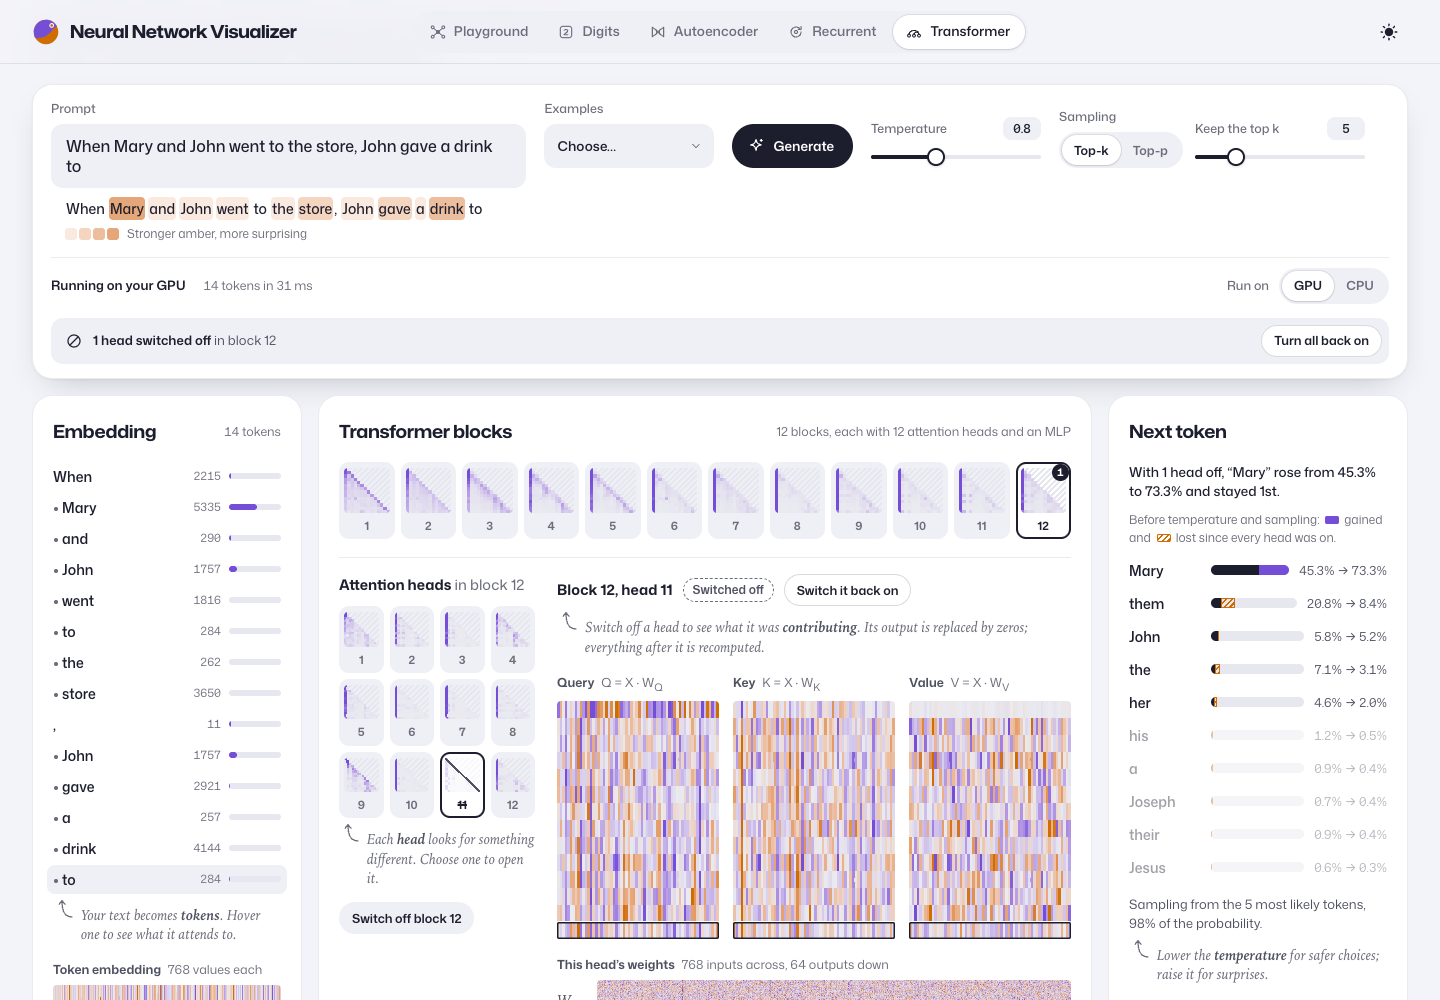 Neural Network Visualizer
Playground
Digits
Autoencoder
Recurrent
Transformer
Prompt
When Mary and John went to the store, John gave a drink
to
When Mary and John went to the store, John gave a drink to
Stronger amber, more surprising
Examples
Choose...
Generate
Temperature
0.8
Sampling
Top-k
Top-p
Keep the top k
5
Running on your GPU 14 tokens in 31 ms
Run on GPU CPU
1 head switched off in block 12
Turn all back on
Embedding
14 tokens
When 2215
• Mary 5335
• and 290
• John 1757
• went 1816
• to 284
• the 262
• store 3650
, 11
• John 1757
• gave 2921
• a 257
• drink 4144
• to 284
Your text becomes tokens. Hover
one to see what it attends to.
Token embedding 768 values each
Transformer blocks
12 blocks, each with 12 attention heads and an MLP
1 2 3 4 5 6 7 8 9 10 11 12
1
Attention heads in block 12
1 2 3 4
5 6 7 8
9 10 11 12
Each head looks for something
different. Choose one to open
it.
Switch off block 12
Block 12, head 11
Switched off
Switch it back on
Switch off a head to see what it was contributing. Its output is replaced by zeros;
everything after it is recomputed.
Query Q = X · WQ
Key K = X · WK
Value V = X · WV
This head's weights 768 inputs across, 64 outputs down
Next token
With 1 head off, “Mary” rose from 45.3%
to 73.3% and stayed 1st.
Before temperature and sampling: gained
and lost since every head was on.
Mary 45.3% → 73.3%
them 20.8% → 8.4%
John 5.8% → 5.2%
the 7.1% → 3.1%
her 4.6% → 2.0%
his 1.2% → 0.5%
a 0.9% → 0.4%
Joseph 0.7% → 0.4%
their 0.9% → 0.4%
Jesus 0.6% → 0.3%
Sampling from the 5 most likely tokens,
98% of the probability.
Lower the temperature for safer choices;
raise it for surprises.